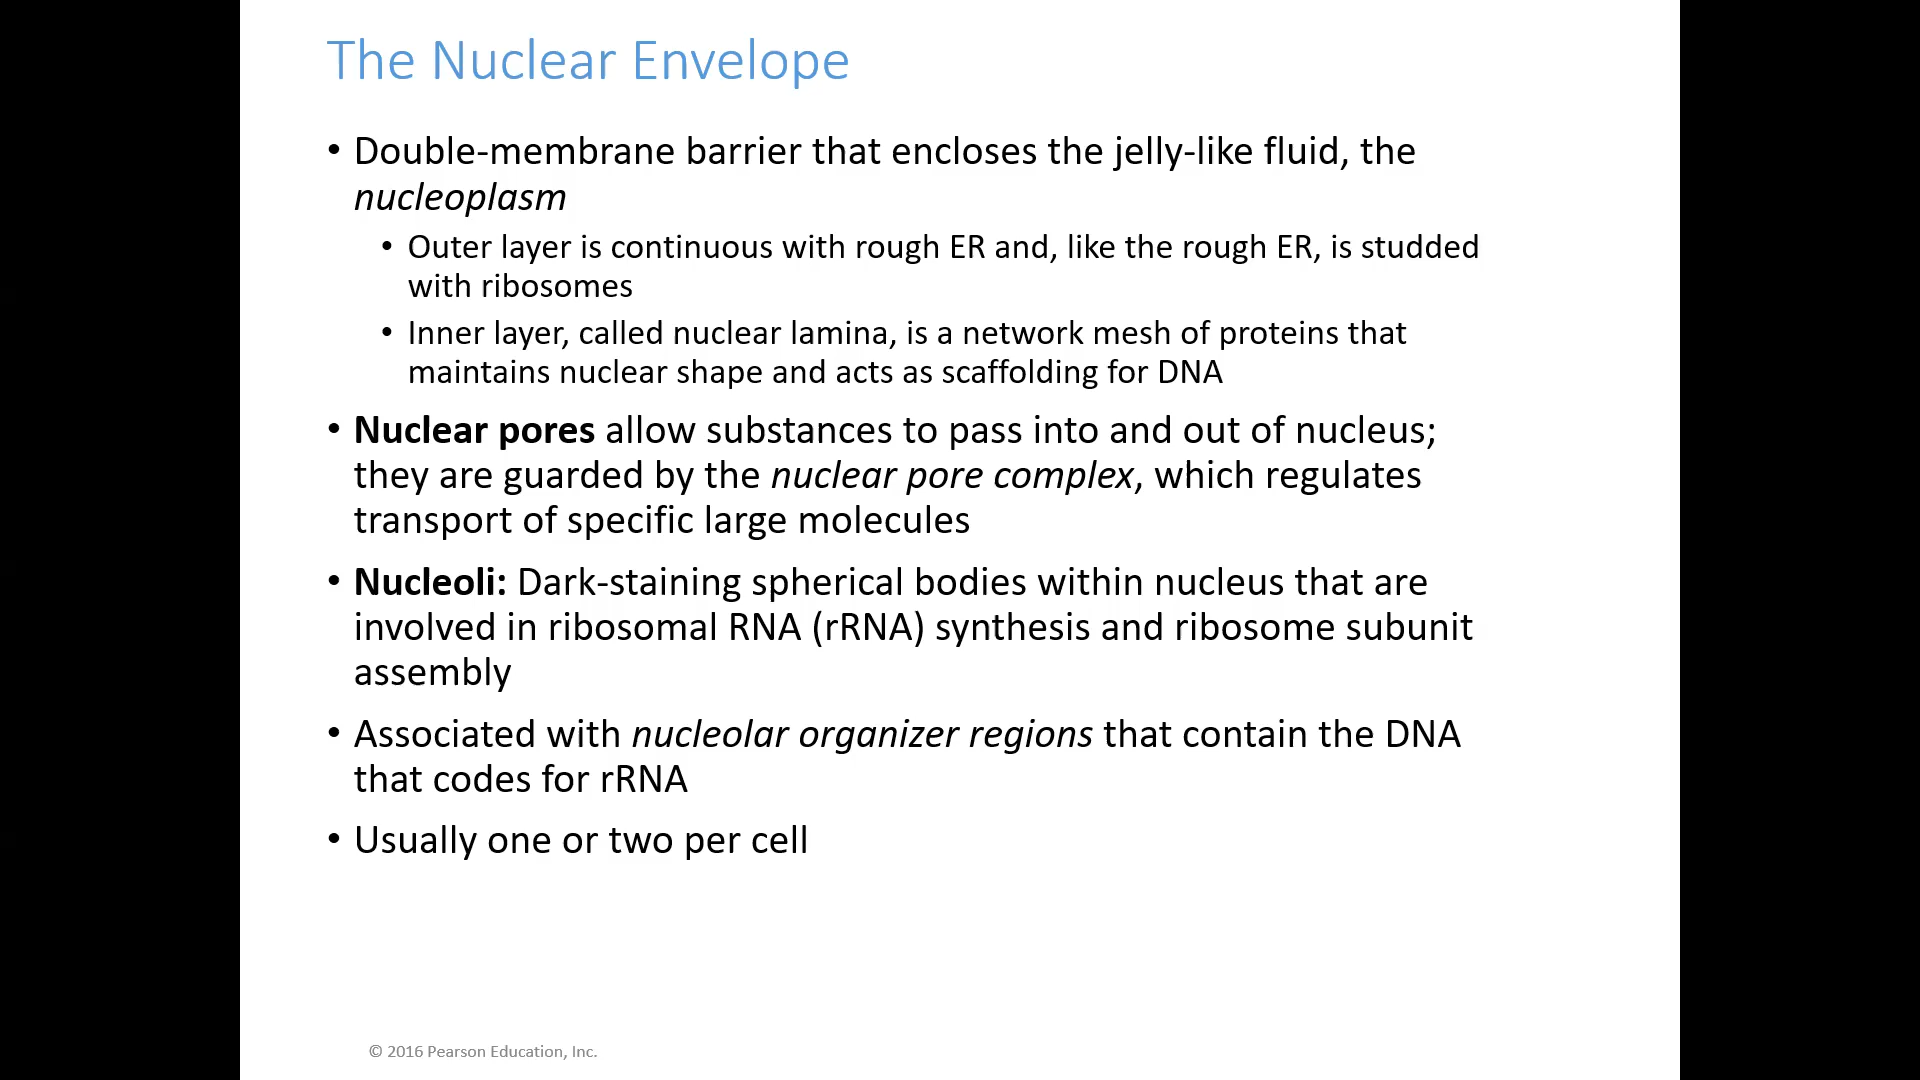 The Nuclear Envelope
• Double-membrane barrier that encloses the jelly-like fluid, the
nucleoplasm
• Outer layer is continuous with rough ER and, like the rough ER, is studded
with ribosomes
• Inner layer, called nuclear lamina, is a network mesh of proteins that
maintains nuclear shape and acts as scaffolding for DNA
• Nuclear pores allow substances to pass into and out of nucleus;
they are guarded by the nuclear pore complex, which regulates
transport of specific large molecules
• Nucleoli: Dark-staining spherical bodies within nucleus that are
involved in ribosomal RNA (rRNA) synthesis and ribosome subunit
assembly
• Associated with nucleolar organizer regions that contain the DNA
that codes for rRNA
• Usually one or two per cell
© 2016 Pearson Education, Inc.